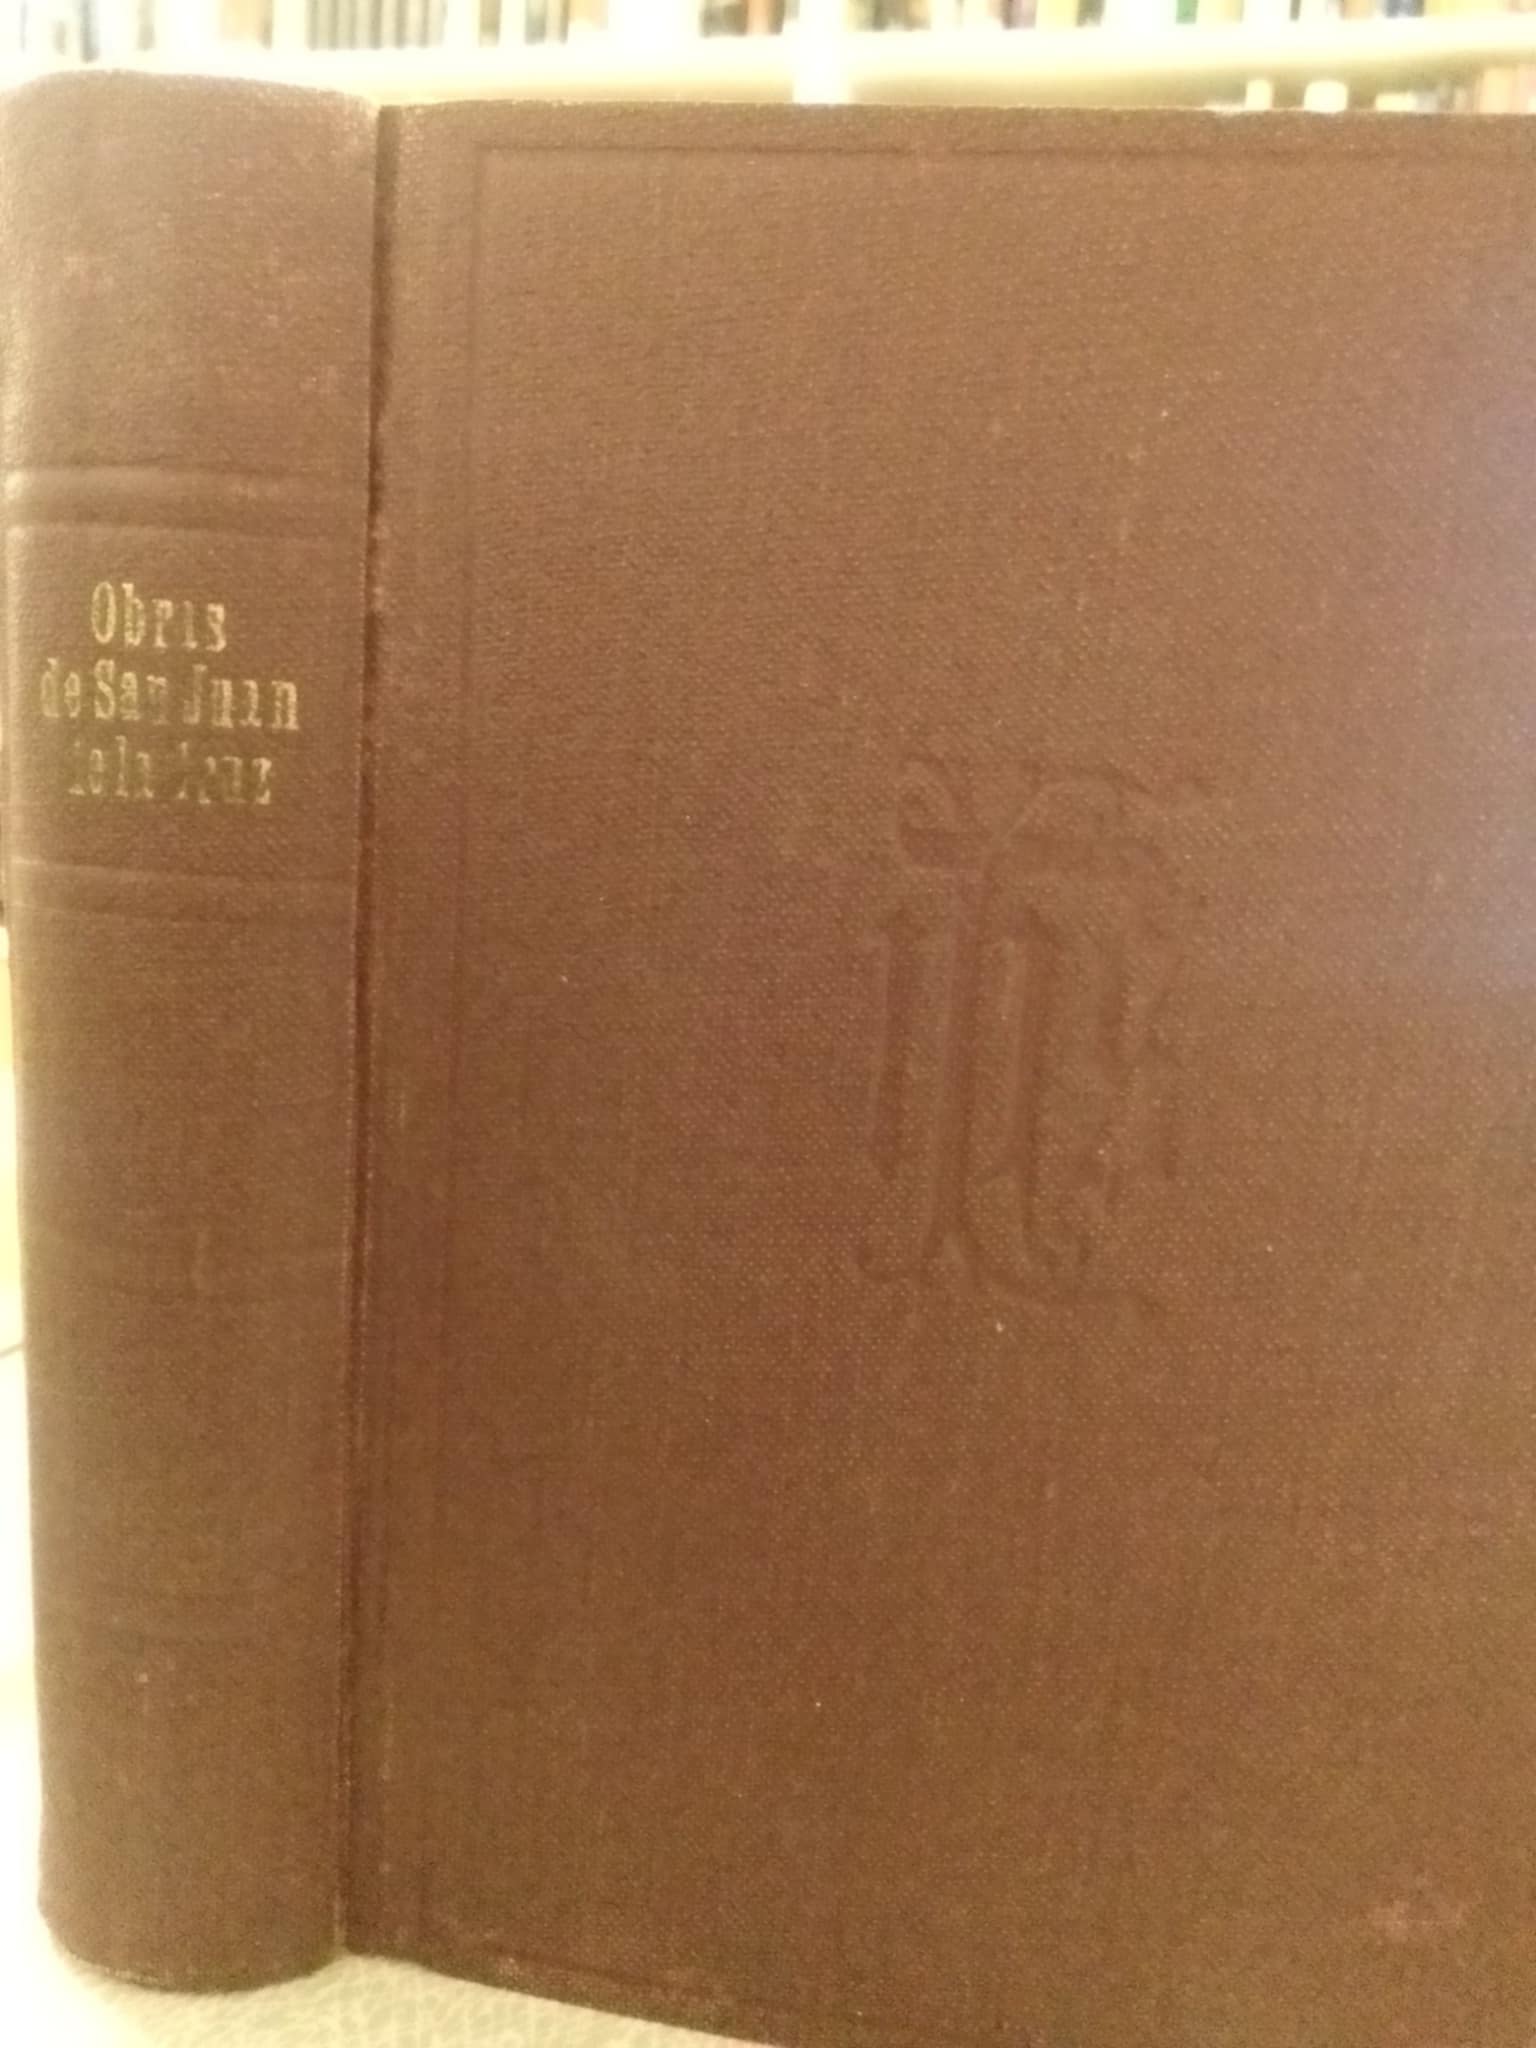 Obras
de San Juan
de la Cruz